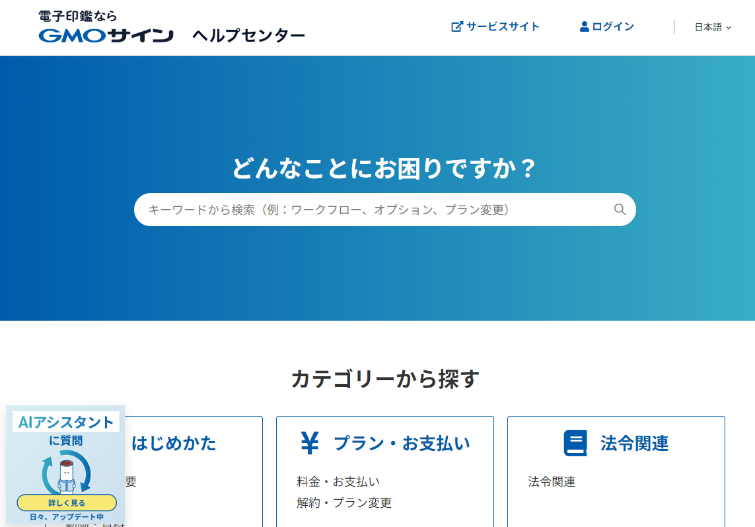 電子印鑑なら
GMOサイン ヘルプセンター
サービスサイト
ログイン
日本語
どんなことにお困りですか？
キーワードから検索（例：ワークフロー、オプション、プラン変更）
カテゴリーから探す
はじめかた
要
プラン・お支払い
料金・お支払い
解約・プラン変更
法令関連
法令関連
AIアシスタント
に質問
詳しく見る
日々、アップデート中